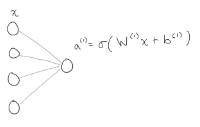 x
a⁽¹⁾ = σ( W⁽¹⁾x + b⁽¹⁾ )